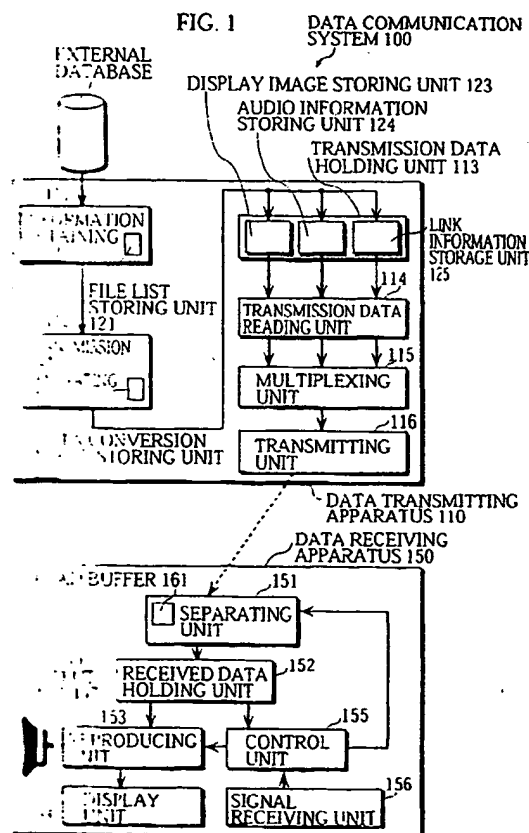 FIG. 1
DATA COMMUNICATION
SYSTEM 100
EXTERNAL
DATABASE
DISPLAY IMAGE STORING UNIT 123
AUDIO INFORMATION
STORING UNIT 124
TRANSMISSION DATA
HOLDING UNIT 113
LINK
INFORMATION
STORAGE UNIT
125
FILE LIST
STORING UNIT
121
114
TRANSMISSION DATA
READING UNIT
115
MULTIPLEXING
UNIT
116
TRANSMITTING
UNIT
CONVERSION
STORING UNIT
DATA TRANSMITTING
APPARATUS 110
DATA RECEIVING
APPARATUS 150
BUFFER 161
151
SEPARATING
UNIT
152
RECEIVED DATA
HOLDING UNIT
153
UNIT
155
CONTROL
UNIT
DISPLAY
UNIT
156
SIGNAL
RECEIVING UNIT